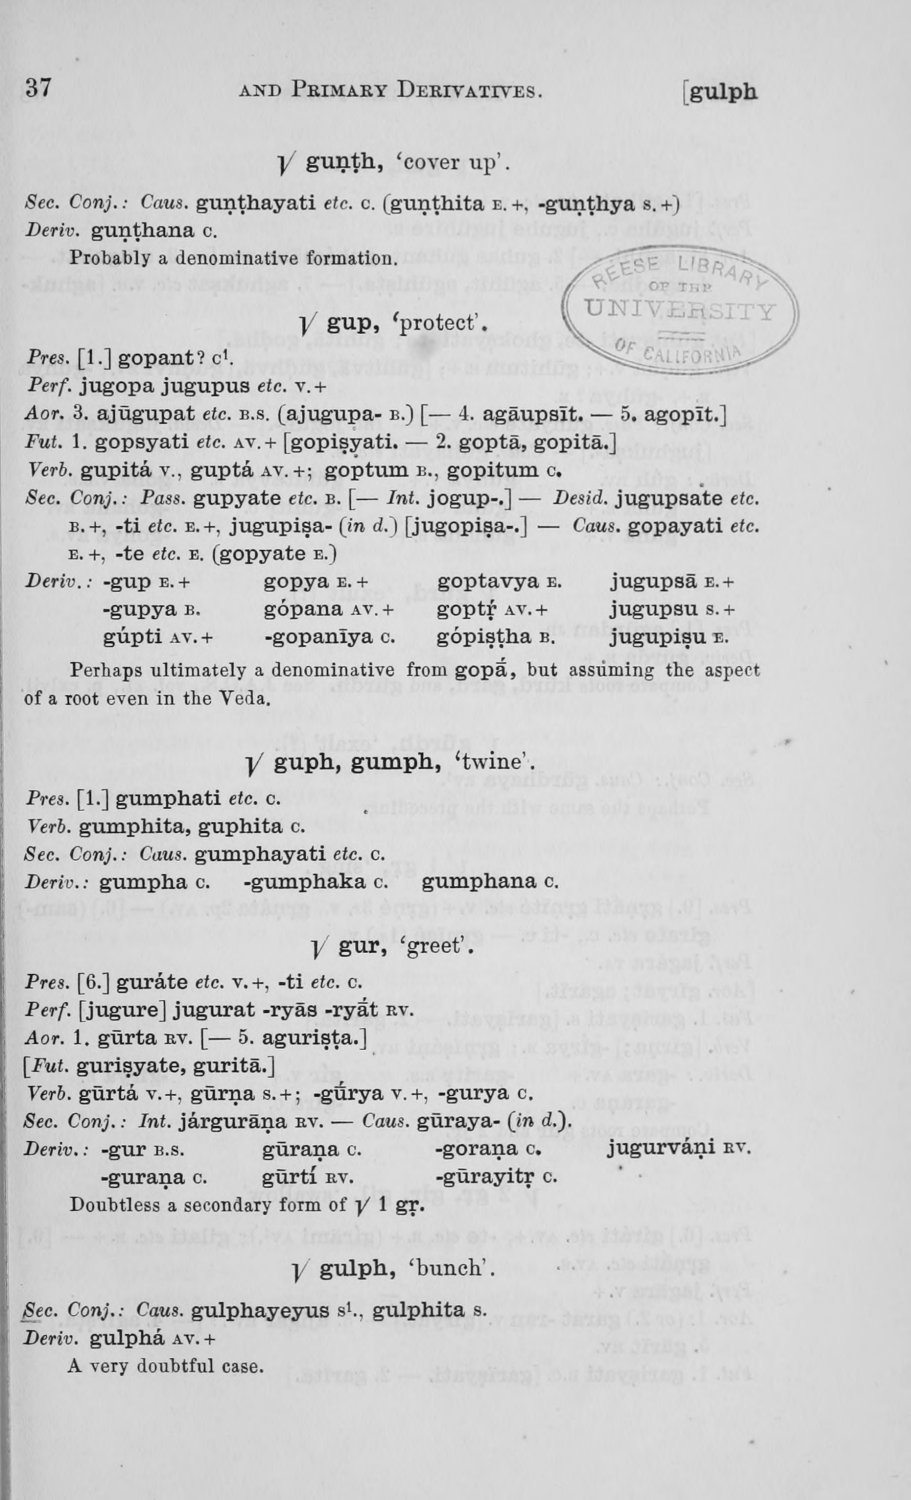 37 AND PRIMARY DERIVATIVES. [gulph
√ guṇṭh, ‘cover up’.
Sec. Conj.: Caus. guṇṭhayati etc. C. (guṇṭhita E.+, -guṇṭhya S.+)
Deriv. guṇṭhana C.
Probably a denominative formation.
REESE LIBRARY
OF THE
UNIVERSITY
OF CALIFORNIA
√ gup, ‘protect’.
Pres. [1.] gopant? C¹.
Perf. jugopa jugupus etc. V.+
Aor. 3. ajūgupat etc. B.S. (ajugupa- B.) [— 4. agāupsīt. — 5. agopīt.]
Fut. 1. gopsyati etc. AV.+ [gopiṣyati. — 2. goptā, gopitā.]
Verb. gupitá V., guptá AV.+; goptum B., gopitum C.
Sec. Conj.: Pass. gupyate etc. B. [— Int. jogup-.] — Desid. jugupsate etc.
B.+, -ti etc. E.+, jugupiṣa- (in d.) [jugopiṣa-.] — Caus. gopayati etc.
E.+, -te etc. E. (gopyate E.)
Deriv.: -gup E.+ gopya E.+ goptavya E. jugupsā E.+
-gupya B. gópana AV.+ goptṛ́ AV.+ jugupsu S.+
gúpti AV.+ -gopanīya C. gópiṣṭha B. jugupiṣu E.
Perhaps ultimately a denominative from gopā́, but assuming the aspect
of a root even in the Veda.
√ guph, gumph, ‘twine’.
Pres. [1.] gumphati etc. C.
Verb. gumphita, guphita C.
Sec. Conj.: Caus. gumphayati etc. C.
Deriv.: gumpha C. -gumphaka C. gumphana C.
√ gur, ‘greet’.
Pres. [6.] guráte etc. V.+, -ti etc. C.
Perf. [jugure] jugurat -ryās -ryā́t RV.
Aor. 1. gūrta RV. [— 5. aguriṣṭa.]
[Fut. guriṣyate, guritā.]
Verb. gūrtá V.+, gūrṇa S.+; -gū́rya V.+, -gurya C.
Sec. Conj.: Int. járgurāṇa RV. — Caus. gūraya- (in d.).
Deriv.: -gur B.S. gūraṇa C. -goraṇa C. jugurváṇi RV.
-guraṇa C. gūrtí RV. -gūrayitṛ C.
Doubtless a secondary form of √ 1 gṛ.
√ gulph, ‘bunch’.
Sec. Conj.: Caus. gulphayeyus S¹., gulphita S.
Deriv. gulphá AV.+
A very doubtful case.